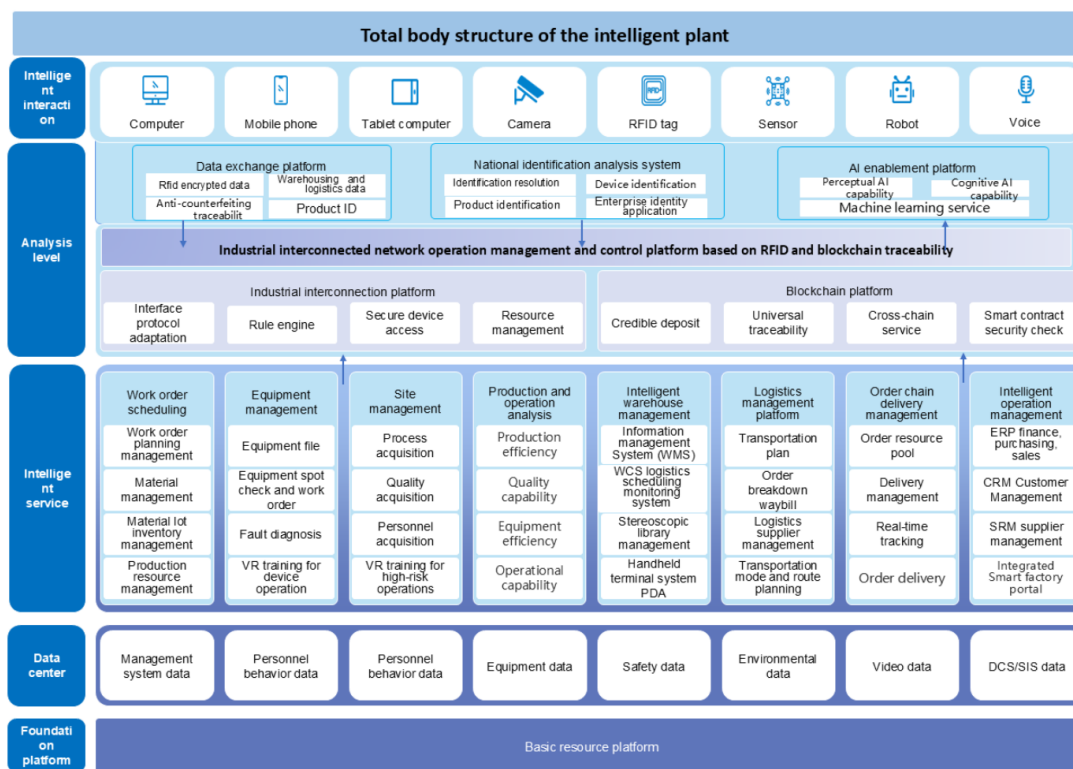 Total body structure of the intelligent plant
Intellige
nt
interacti
on
Computer
Mobile phone
Tablet computer
Camera
RFID
RFID tag
Sensor
Robot
Voice
Analysis
level
Data exchange platform
Rfid encrypted data
Warehousing and
logistics data
Anti-counterfeiting
traceabilit
Product ID
National identification analysis system
Identification resolution
Device identification
Product identification
Enterprise identity
application
AI enablement platform
Perceptual AI
capability
Cognitive AI
capability
Machine learning service
Industrial interconnected network operation management and control platform based on RFID and blockchain traceability
Industrial interconnection platform
Interface
protocol
adaptation
Rule engine
Secure device
access
Resource
management
Blockchain platform
Credible deposit
Universal
traceability
Cross-chain
service
Smart contract
security check
Intellige
nt
service
Work order
scheduling
Work order
planning
management
Material management
Material lot
inventory
management
Production
resource
management
Equipment
management
Equipment file
Equipment spot
check and work
order
Fault diagnosis
VR training for
device
operation
Site
management
Process
acquisition
Quality
acquisition
Personnel
acquisition
VR training for
high-risk
operations
Production and
operation
analysis
Production
efficiency
Quality
capability
Equipment
efficiency
Operational
capability
Intelligent
warehouse
management
Information
management
System (WMS)
WCS logistics
scheduling
monitoring
system
Stereoscopic
library
management
Handheld
terminal system
PDA
Logistics
management
platform
Transportation
plan
Order
breakdown
waybill
Logistics
supplier
management
Transportation
mode and route
planning
Order chain
delivery
management
Order resource
pool
Delivery
management
Real-time
tracking
Order delivery
Intelligent
operation
management
ERP finance,
purchasing,
sales
CRM Customer
Management
SRM supplier
management
Integrated
Smart factory
portal
Data
center
Management
system data
Personnel
behavior data
Personnel
behavior data
Equipment data
Safety data
Environmental
data
Video data
DCS/SIS data
Foundati
on
platform
Basic resource platform